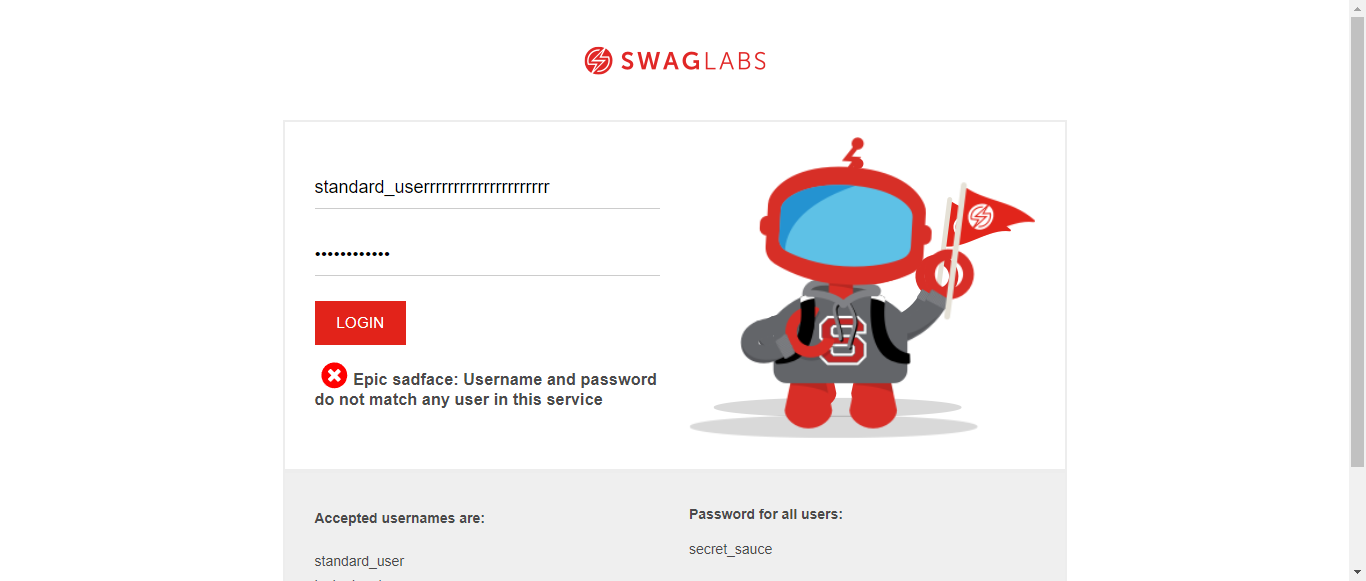 SWAGLABS
standard_userrrrrrrrrrrrrrrrrrrrr
••••••••••••
LOGIN
Epic sadface: Username and password
do not match any user in this service
S
Accepted usernames are:
standard_user
Password for all users:
secret_sauce